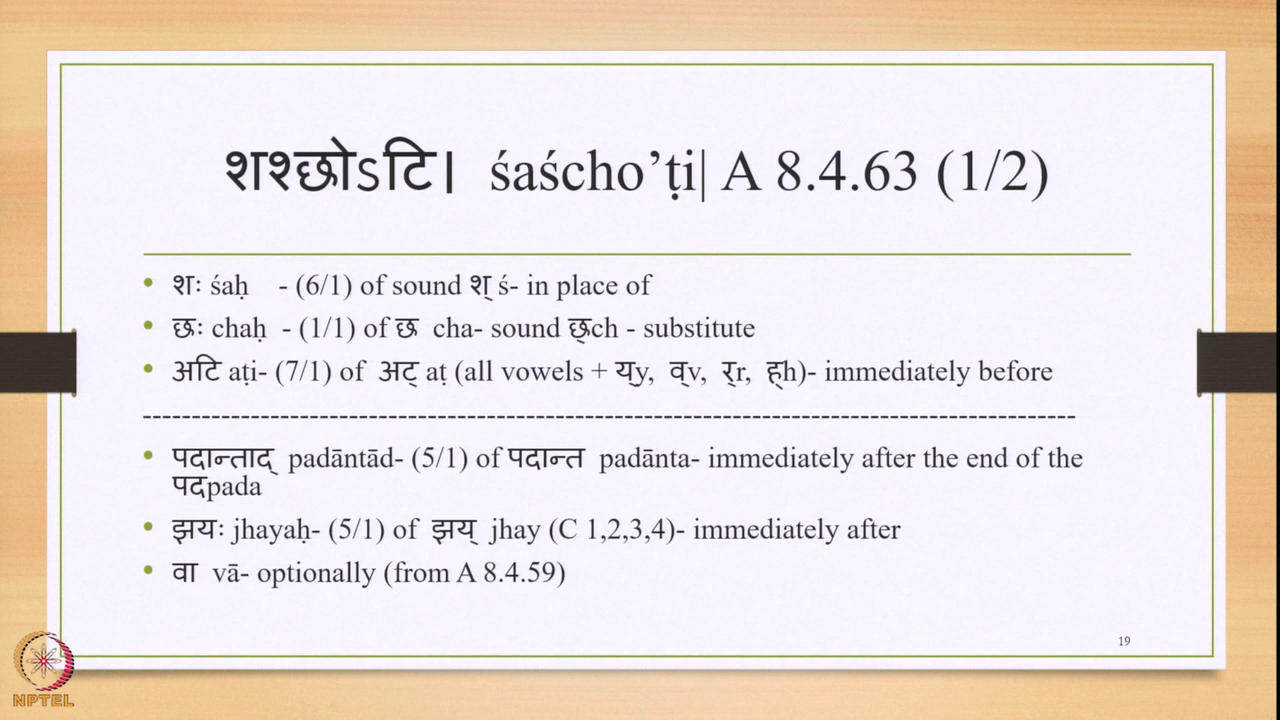 शश्छोऽटि। śaścho’ṭi| A 8.4.63 (1/2)
• शः śaḥ - (6/1) of sound श् ś- in place of
• छः chaḥ - (1/1) of छ cha- sound छ्ch - substitute
• अटि aṭi- (7/1) of अट् aṭ (all vowels + य्y, व्v, र्r, ह्h)- immediately before
--------------------------------------------------------------------------------------------------
• पदान्ताद् padāntād- (5/1) of पदान्त padānta- immediately after the end of the
पदpada
• झयः jhayaḥ- (5/1) of झय् jhay (C 1,2,3,4)- immediately after
• वा vā- optionally (from A 8.4.59)
19
NPTEL